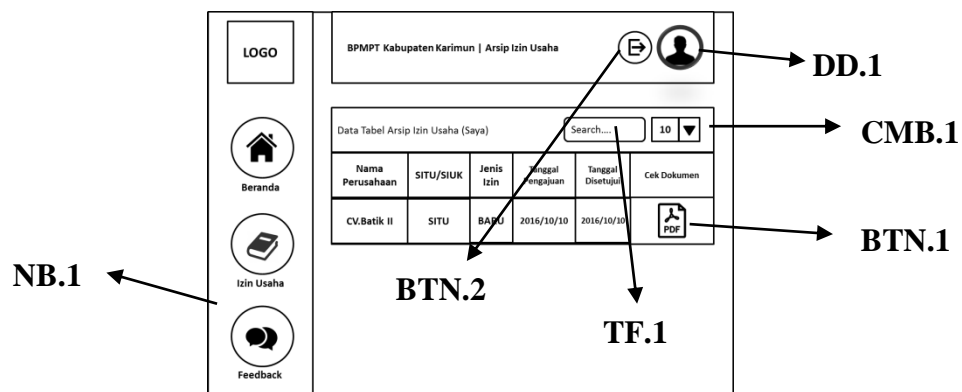 LOGO
BPMPT Kabupaten Karimun | Arsip Izin Usaha
DD.1
Data Tabel Arsip Izin Usaha (Saya)
Search....
10
CMB.1
Nama Perusahaan
SITU/SIUK
Jenis Izin
Tanggal Pengajuan
Tanggal Disetujui
Cek Dokumen
CV.Batik II
SITU
BARU
2016/10/10
2016/10/10
PDF
BTN.1
Beranda
Izin Usaha
Feedback
NB.1
BTN.2
TF.1